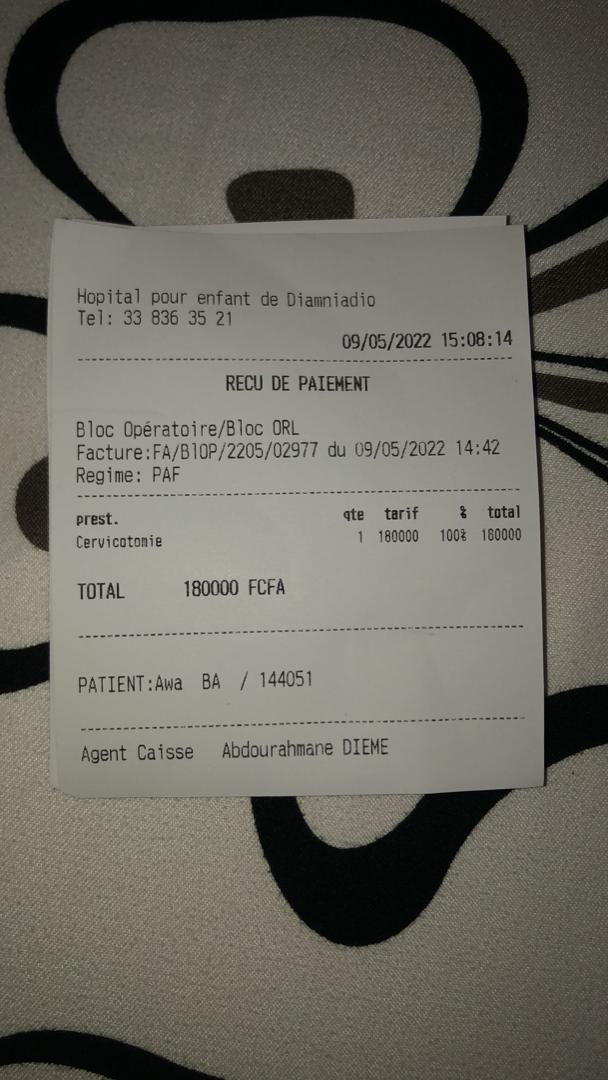 Hopital pour enfant de Diamniadio
Tel: 33 836 35 21
09/05/2022 15:08:14
RECU DE PAIEMENT
Bloc Opératoire/Bloc ORL
Facture:FA/BlOP/2205/02977 du 09/05/2022 14:42
Regime: PAF
prest. qte tarif % total
Cervicotomie 1 180000 100% 180000
TOTAL 180000 FCFA
PATIENT:Awa BA / 144051
Agent Caisse Abdourahmane DIEME